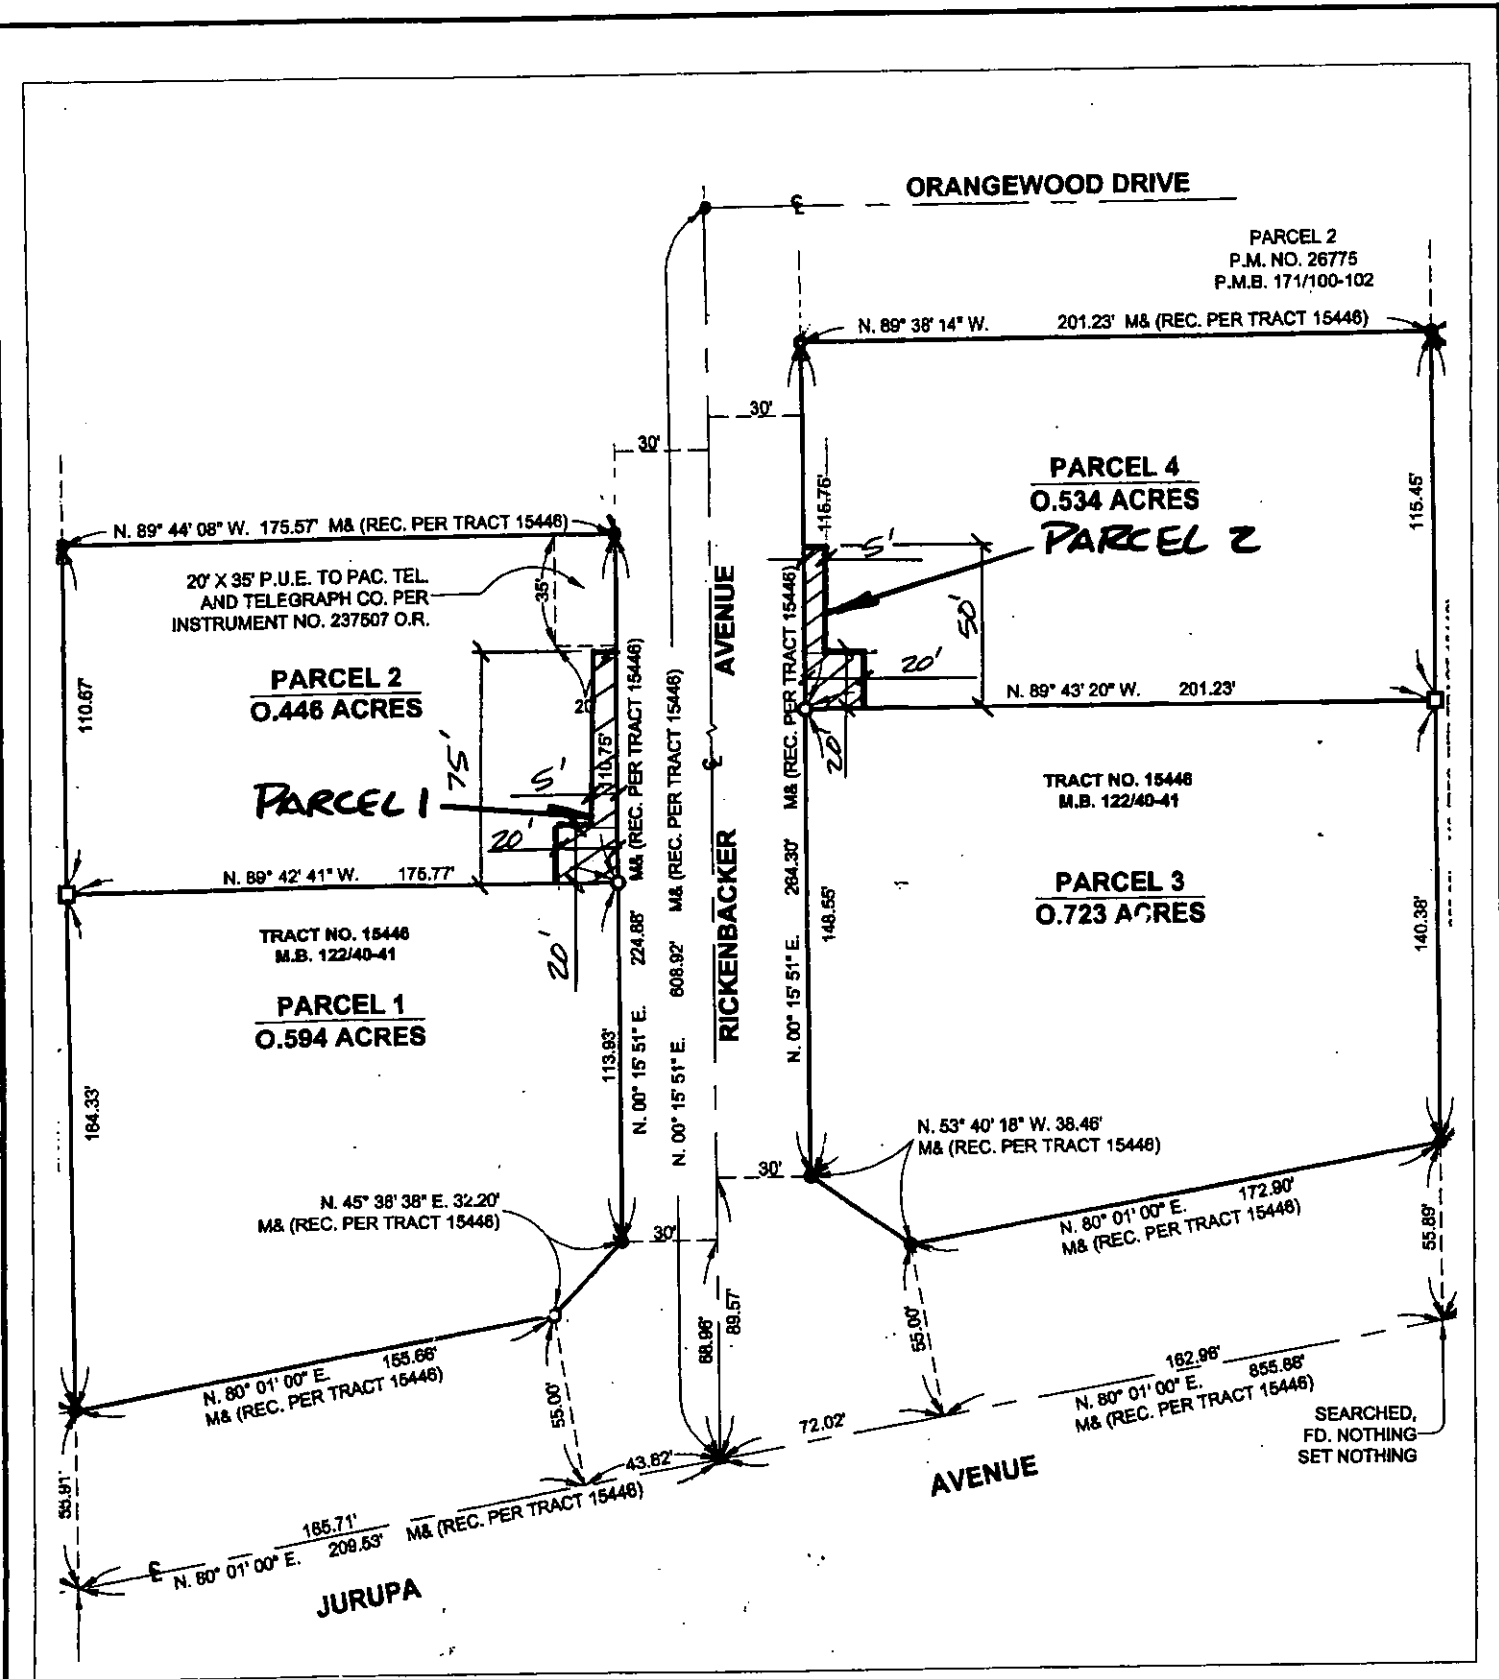 ORANGEWOOD DRIVE
PARCEL 2
P.M. NO. 26775
P.M.B. 171/100-102
N. 89° 38' 14" W. 201.23' M& (REC. PER TRACT 15446)
30'
30'
PARCEL 4
0.534 ACRES
PARCEL 2
115.75'
115.45'
5'
50'
20'
20'
N. 89° 43' 20" W. 201.23'
N. 89° 44' 08" W. 175.57' M& (REC. PER TRACT 15446)
20' X 35' P.U.E. TO PAC. TEL.
AND TELEGRAPH CO. PER
INSTRUMENT NO. 237507 O.R.
35'
20'
PARCEL 2
0.446 ACRES
110.67'
110.75'
75'
5'
PARCEL 1
20'
20'
N. 89° 42' 41" W. 175.77'
TRACT NO. 15446
M.B. 122/40-41
PARCEL 1
0.594 ACRES
164.33'
113.93'
N. 00° 15' 51" E. 224.68' M& (REC. PER TRACT 15446)
N. 00° 15' 51" E. 608.92' M& (REC. PER TRACT 15446)
RICKENBACKER AVENUE
N. 00° 15' 51" E. 264.30' M& (REC. PER TRACT 15446)
148.55'
TRACT NO. 15446
M.B. 122/40-41
PARCEL 3
0.723 ACRES
140.38'
N. 53° 40' 18" W. 38.46'
M& (REC. PER TRACT 15446)
30'
30'
N. 45° 38' 38" E. 32.20'
M& (REC. PER TRACT 15446)
N. 80° 01' 00" E. 172.90'
M& (REC. PER TRACT 15446)
55.89'
55.00'
68.96'
89.57'
N. 80° 01' 00" E. 155.66'
M& (REC. PER TRACT 15446)
55.00'
55.91'
162.96'
N. 80° 01' 00" E. 855.88'
M& (REC. PER TRACT 15446)
72.02'
43.82'
SEARCHED,
FD. NOTHING
SET NOTHING
165.71'
N. 80° 01' 00" E. 209.53' M& (REC. PER TRACT 15446)
JURUPA AVENUE